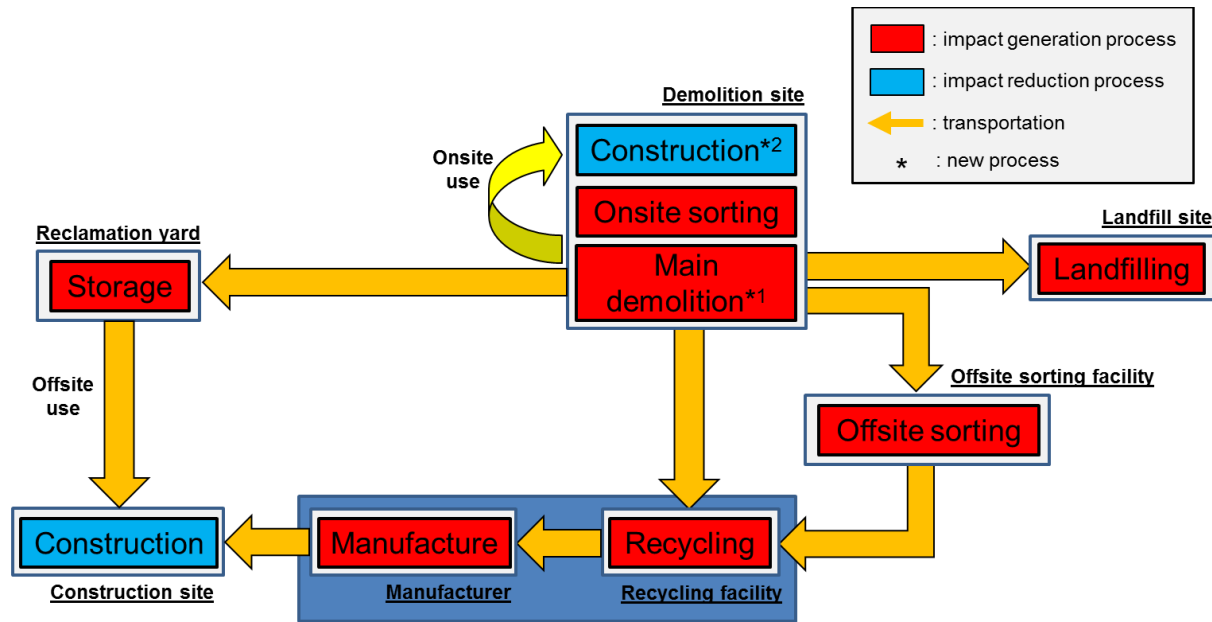 : impact generation process
: impact reduction process
: transportation
* : new process
Demolition site
Construction*2
Onsite
use
Onsite sorting
Main
demolition*1
Reclamation yard
Storage
Landfill site
Landfilling
Offsite
use
Offsite sorting facility
Offsite sorting
Construction
Manufacture
Recycling
Construction site
Manufacturer
Recycling facility